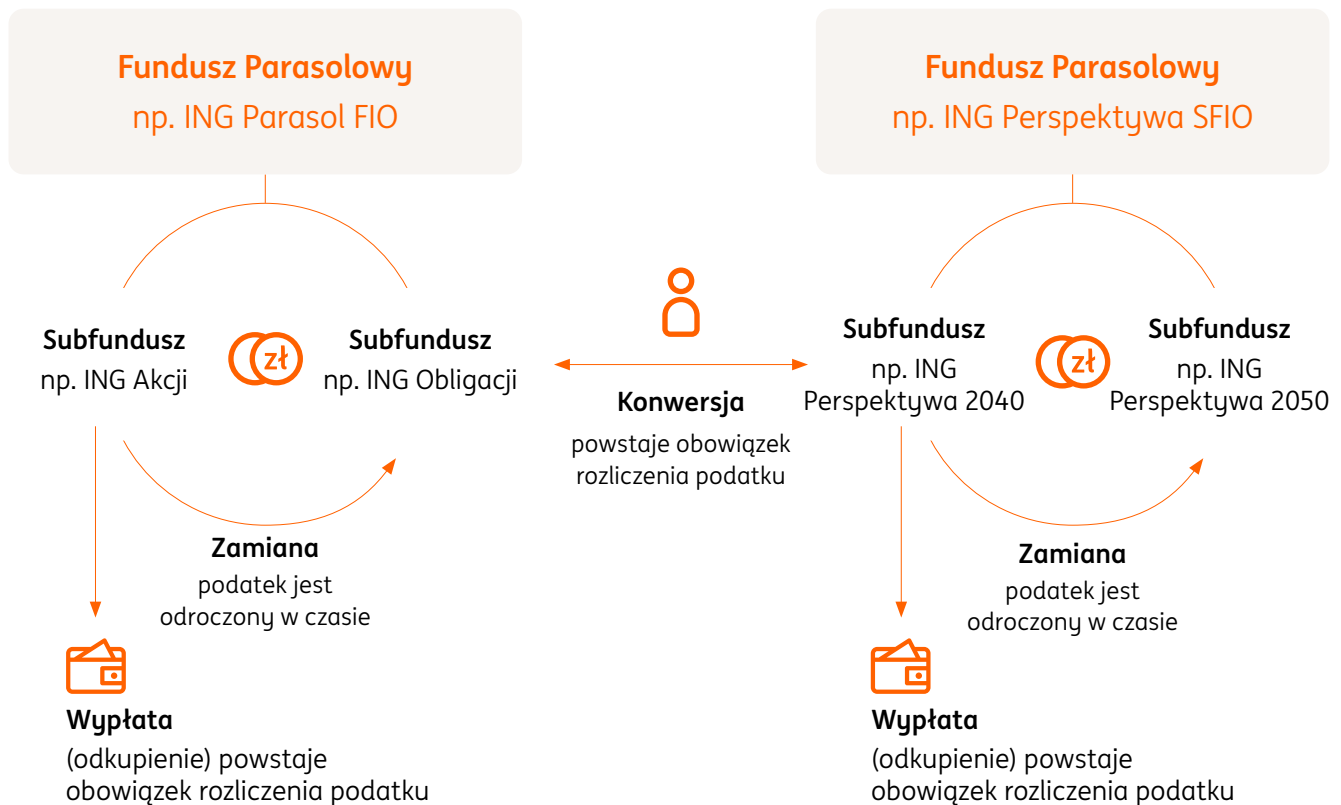 Fundusz Parasolowy
np. ING Parasol FIO
Fundusz Parasolowy
np. ING Perspektywa SFIO
Subfundusz
np. ING Akcji
zł
Subfundusz
np. ING Obligacji
Konwersja
powstaje obowiązek
rozliczenia podatku
Subfundusz
np. ING
Perspektywa 2040
zł
Subfundusz
np. ING
Perspektywa 2050
Zamiana
podatek jest
odroczony w czasie
Zamiana
podatek jest
odroczony w czasie
Wypłata
(odkupienie) powstaje
obowiązek rozliczenia podatku
Wypłata
(odkupienie) powstaje
obowiązek rozliczenia podatku